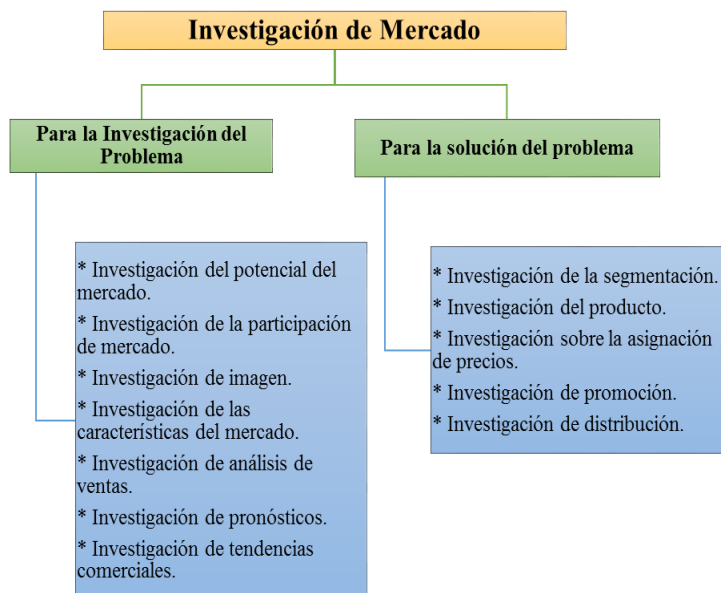 Investigación de Mercado
Para la Investigación del
Problema
* Investigación del potencial del
mercado.
* Investigación de la participación
de mercado.
* Investigación de imagen.
* Investigación de las
características del mercado.
* Investigación de análisis de
ventas.
* Investigación de pronósticos.
* Investigación de tendencias
comerciales.
Para la solución del problema
* Investigación de la segmentación.
* Investigación del producto.
* Investigación sobre la asignación
de precios.
* Investigación de promoción.
* Investigación de distribución.